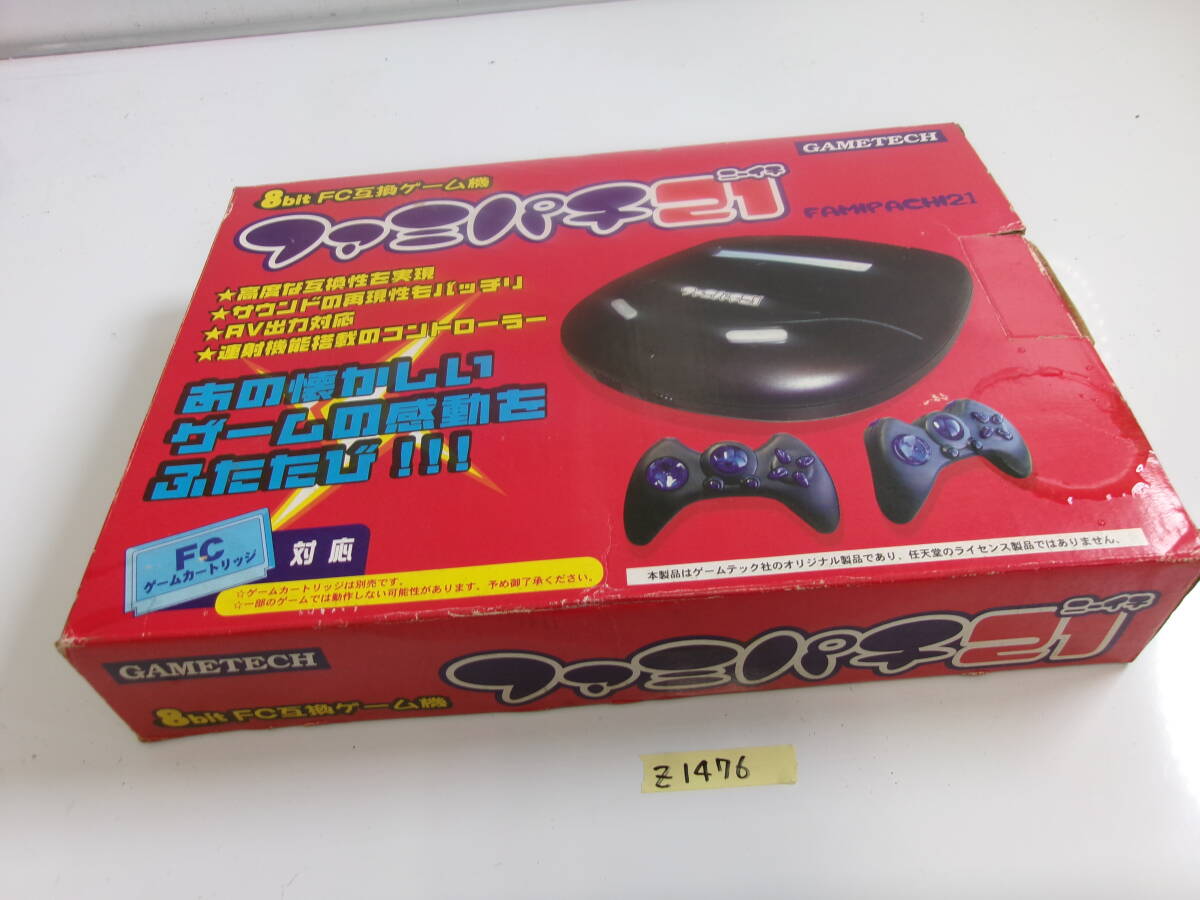 GAMETECH
8bit FC互換ゲーム機
ニーイチ
ファミパチ21
FAMIPACHI21
★高度な互換性を実現
★サウンドの再現性もバッチリ
★AV出力対応
★連射機能搭載のコントローラー
あの懐かしい
ゲームの感動を
ふたたび!!!
FC
ゲームカートリッジ
対応
☆ゲームカートリッジは別売です。
☆一部のゲームでは動作しない可能性があります。予め御了承ください。
本製品はゲームテック社のオリジナル製品であり、任天堂のライセンス製品ではありません。
GAMETECH
8bit FC互換ゲーム機
ニーイチ
ファミパチ21
Z1476